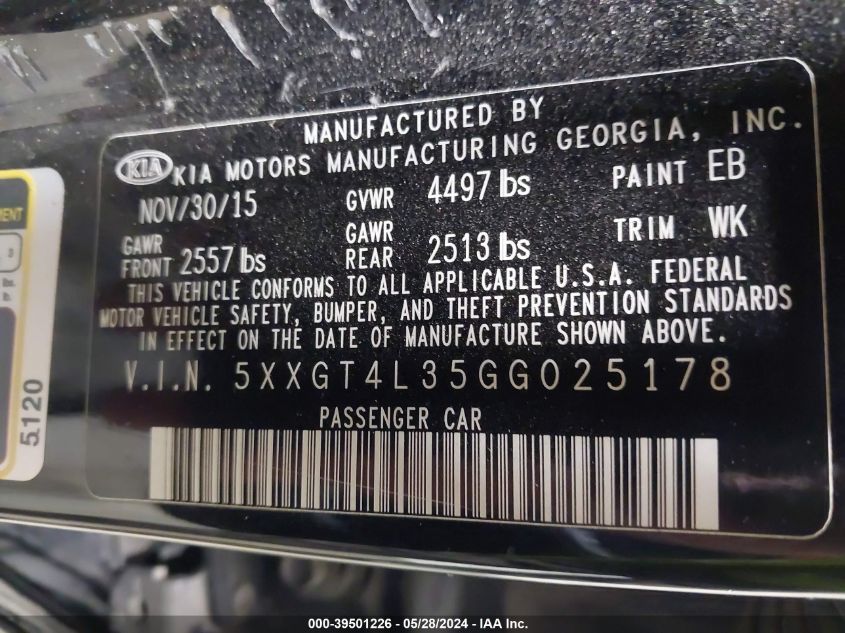 MANUFACTURED BY
KIA KIA MOTORS MANUFACTURING GEORGIA, INC.
NOV/30/15 GVWR 4497 lbs PAINT EB
GAWR FRONT 2557 lbs GAWR REAR 2513 lbs TRIM WK
THIS VEHICLE CONFORMS TO ALL APPLICABLE U.S.A. FEDERAL
MOTOR VEHICLE SAFETY, BUMPER, AND THEFT PREVENTION STANDARDS
IN EFFECT ON THE DATE OF MANUFACTURE SHOWN ABOVE.
V.I.N. 5XXGT4L35GG025178
PASSENGER CAR
5120
000-39501226 - 05/28/2024 - IAA Inc.